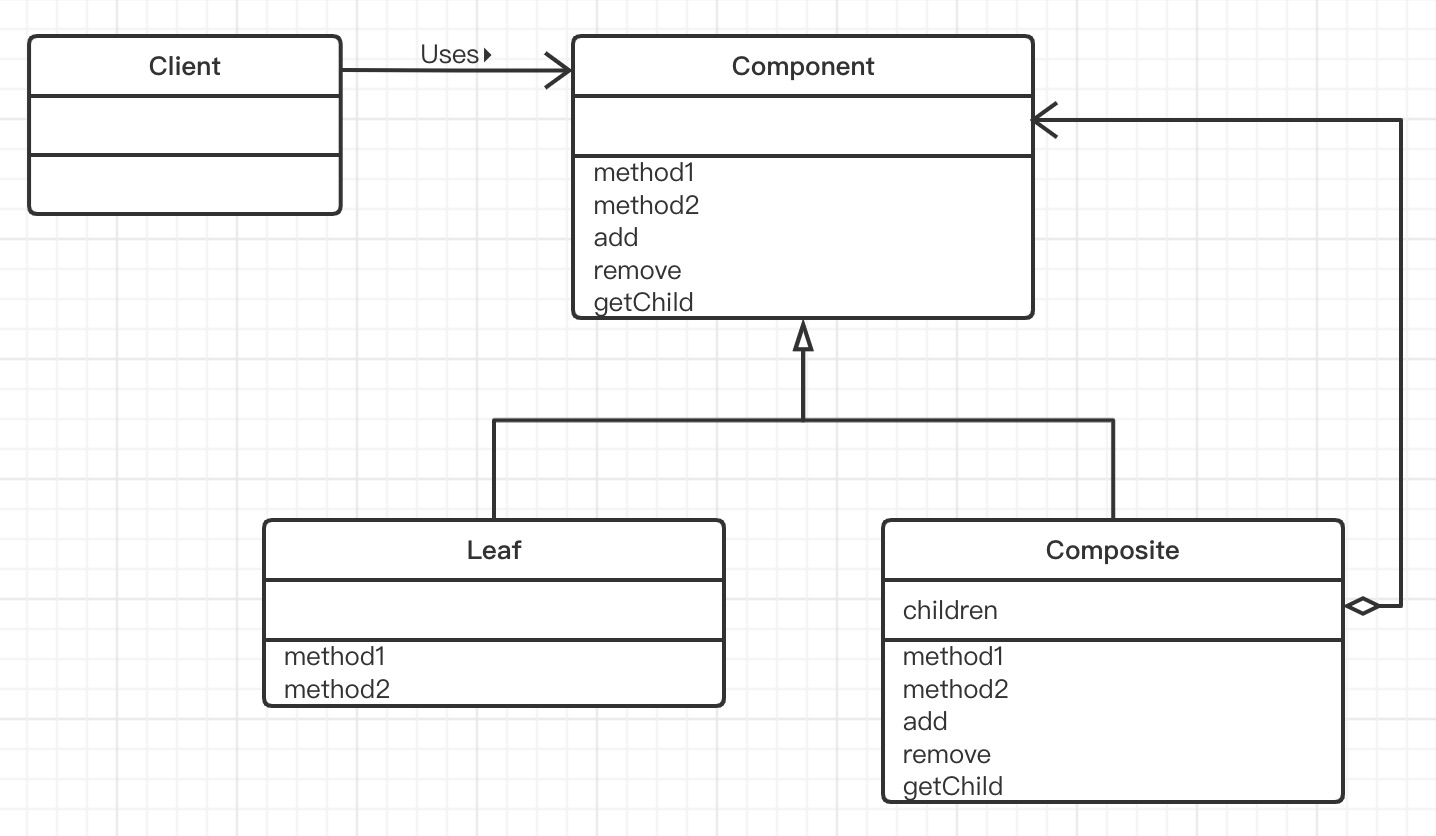 Client
Uses
Component
method1
method2
add
remove
getChild
Leaf
method1
method2
Composite
children
method1
method2
add
remove
getChild